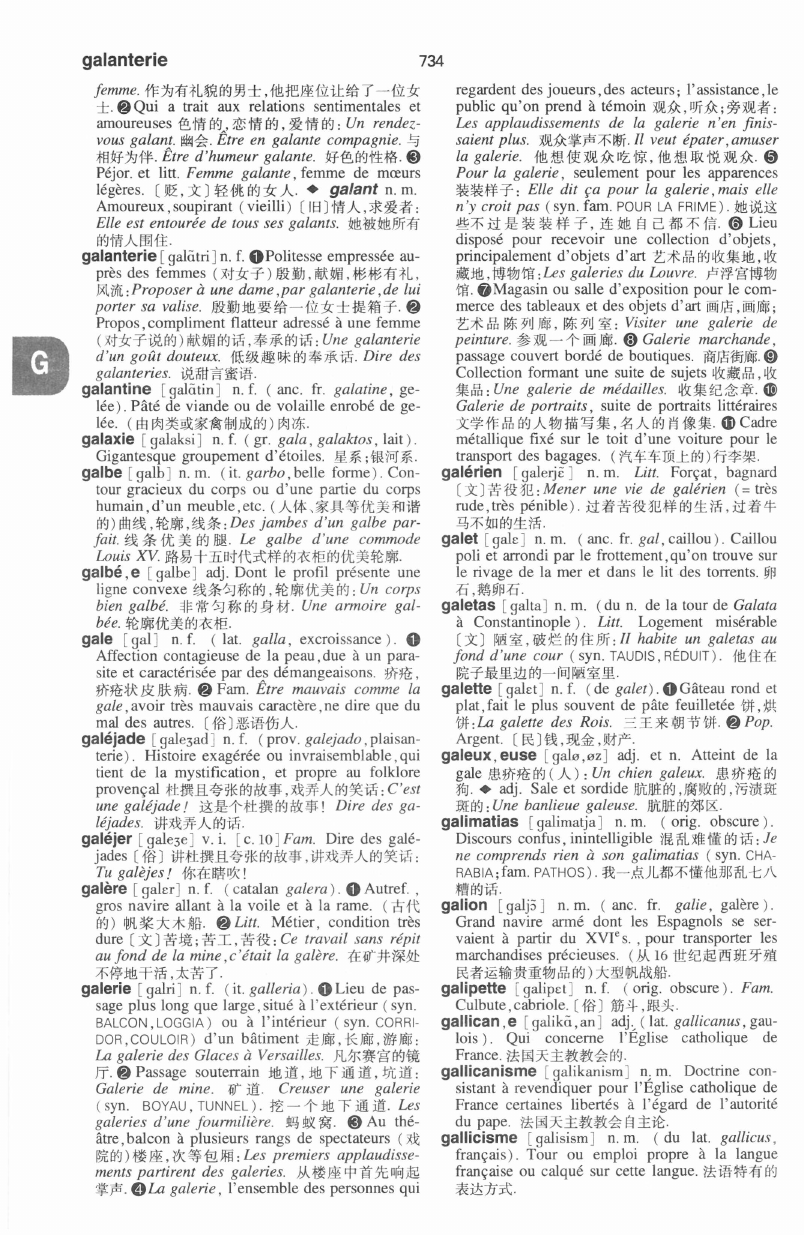 galanterie
734
femme. 作为有礼貌的男士,他把座位让给了一位女
士. ❷Qui a trait aux relations sentimentales et
amoureuses 色情的,恋情的,爱情的: Un rendez-
vous galant. 幽会. Être en galante compagnie. 与
相好为伴. Être d'humeur galante. 好色的性格. ❸
Péjor. et litt. Femme galante, femme de mœurs
légères. 〔贬,文〕轻佻的女人. ◆ galant n. m.
Amoureux,soupirant (vieilli) 〔旧〕情人,求爱者:
Elle est entourée de tous ses galants. 她被她所有
的情人围住.
galanterie [galɑ̃tri] n. f. ❶Politesse empressée au-
près des femmes (对女子)殷勤,献媚,彬彬有礼,
风流:Proposer à une dame,par galanterie,de lui
porter sa valise. 殷勤地要给一位女士提箱子. ❷
Propos,compliment flatteur adressé à une femme
(对女子说的)献媚的话,奉承的话:Une galanterie
d'un goût douteux. 低级趣味的奉承话. Dire des
galanteries. 说甜言蜜语.
galantine [galɑ̃tin] n. f. ( anc. fr. galatine, ge-
lée). Pâté de viande ou de volaille enrobé de ge-
lée. (由肉类或家禽制成的)肉冻.
galaxie [galaksi] n. f. (gr. gala, galaktos, lait).
Gigantesque groupement d'étoiles. 星系;银河系.
galbe [galb] n. m. (it. garbo,belle forme). Con-
tour gracieux du corps ou d'une partie du corps
humain,d'un meuble,etc. (人体、家具等优美和谐
的)曲线,轮廓,线条:Des jambes d'un galbe par-
fait. 线条优美的腿. Le galbe d'une commode
Louis XV. 路易十五时代式样的衣柜的优美轮廓.
galbé,e [galbe] adj. Dont le profil présente une
ligne convexe 线条匀称的,轮廓优美的: Un corps
bien galbé. 非常匀称的身材. Une armoire gal-
bée. 轮廓优美的衣柜.
gale [gal] n. f. ( lat. galla, excroissance). ❶
Affection contagieuse de la peau,due à un para-
site et caractérisée par des démangeaisons. 疥疮,
疥疮状皮肤病. ❷ Fam. Être mauvais comme la
gale,avoir très mauvais caractère,ne dire que du
mal des autres. 〔俗〕恶语伤人.
galéjade [galeʒad] n. f. (prov. galejado,plaisan-
terie). Histoire exagérée ou invraisemblable,qui
tient de la mystification, et propre au folklore
provençal 杜撰且夸张的故事,戏弄人的笑话:C'est
une galéjade! 这是个杜撰的故事! Dire des ga-
léjades. 讲戏弄人的话.
galéjer [galeʒe] v. i. [c. 10] Fam. Dire des galé-
jades 〔俗〕讲杜撰且夸张的故事,讲戏弄人的笑话:
Tu galèjes! 你在瞎吹!
galère [galɛr] n. f. (catalan galera). ❶ Autref. ,
gros navire allant à la voile et à la rame. (古代
的)帆桨大木船. ❷Litt. Métier, condition très
dure 〔文〕苦境;苦工,苦役:Ce travail sans répit
au fond de la mine,c'était la galère. 在矿井深处
不停地干活,太苦了.
galerie [galri] n. f. (it. galleria). ❶Lieu de pas-
sage plus long que large,situé à l'extérieur (syn.
BALCON,LOGGIA) ou à l'intérieur (syn. CORRI-
DOR,COULOIR) d'un bâtiment 走廊,长廊,游廊:
La galerie des Glaces à Versailles. 凡尔赛宫的镜
厅. ❷ Passage souterrain 地道,地下通道,坑道:
Galerie de mine. 矿道. Creuser une galerie
(syn. BOYAU,TUNNEL). 挖一个地下通道. Les
galeries d'une fourmilière. 蚂蚁窝. ❸ Au thé-
âtre,balcon à plusieurs rangs de spectateurs (戏
院的)楼座,次等包厢:Les premiers applaudisse-
ments partirent des galeries. 从楼座中首先响起
掌声. ❹La galerie, l'ensemble des personnes qui
G
regardent des joueurs,des acteurs; l'assistance,le
public qu'on prend à témoin 观众,听众;旁观者:
Les applaudissements de la galerie n'en finis-
saient plus. 观众掌声不断. Il veut épater,amuser
la galerie. 他想使观众吃惊,他想取悦观众. ❺
Pour la galerie, seulement pour les apparences
装装样子: Elle dit ça pour la galerie,mais elle
n'y croit pas (syn. fam. POUR LA FRIME). 她说这
些不过是装装样子, 连她自己都不信. ❻ Lieu
disposé pour recevoir une collection d'objets,
principalement d'objets d'art 艺术品的收集地,收
藏地,博物馆:Les galeries du Louvre. 卢浮宫博物
馆. ❼Magasin ou salle d'exposition pour le com-
merce des tableaux et des objets d'art 画店,画廊;
艺术品陈列廊, 陈列室: Visiter une galerie de
peinture. 参观一个画廊. ❽ Galerie marchande,
passage couvert bordé de boutiques. 商店街廊. ❾
Collection formant une suite de sujets 收藏品,收
集品:Une galerie de médailles. 收集纪念章. ❿
Galerie de portraits, suite de portraits littéraires
文学作品的人物描写集,名人的肖像集. ⓫Cadre
métallique fixé sur le toit d'une voiture pour le
transport des bagages. (汽车车顶上的)行李架.
galérien [galerjɛ̃] n. m. Litt. Forçat, bagnard
〔文〕苦役犯:Mener une vie de galérien (= très
rude,très pénible). 过着苦役犯样的生活,过着牛
马不如的生活.
galet [galɛ] n. m. (anc. fr. gal,caillou). Caillou
poli et arrondi par le frottement,qu'on trouve sur
le rivage de la mer et dans le lit des torrents. 卵
石,鹅卵石.
galetas [galta] n. m. (du n. de la tour de Galata
à Constantinople). Litt. Logement misérable
〔文〕陋室,破烂的住所:Il habite un galetas au
fond d'une cour (syn. TAUDIS,RÉDUIT). 他住在
院子最里边的一间陋室里.
galette [galɛt] n. f. (de galet). ❶Gâteau rond et
plat,fait le plus souvent de pâte feuilletée 饼,烘
饼:La galette des Rois. 三王来朝节饼. ❷ Pop.
Argent. 〔民〕钱,现金,财产.
galeux,euse [galø,øz] adj. et n. Atteint de la
gale 患疥疮的(人): Un chien galeux. 患疥疮的
狗. ◆ adj. Sale et sordide 肮脏的,腐败的,污渍斑
斑的:Une banlieue galeuse. 肮脏的郊区.
galimatias [galimatja] n. m. ( orig. obscure).
Discours confus,inintelligible 混乱难懂的话:Je
ne comprends rien à son galimatias (syn. CHA-
RABIA;fam. PATHOS). 我一点儿都不懂他那乱七八
糟的话.
galion [galjɔ̃] n. m. ( anc. fr. galie, galère).
Grand navire armé dont les Espagnols se ser-
vaient à partir du XVIe s. , pour transporter les
marchandises précieuses. (从 16 世纪起西班牙殖
民者运输贵重物品的)大型帆战船.
galipette [galipɛt] n. f. ( orig. obscure). Fam.
Culbute,cabriole. 〔俗〕筋斗,跟头.
gallican,e [galikɑ̃,an] adj. (lat. gallicanus,gau-
lois). Qui concerne l'Église catholique de
France. 法国天主教教会的.
gallicanisme [galikanism] n. m. Doctrine con-
sistant à revendiquer pour l'Église catholique de
France certaines libertés à l'égard de l'autorité
du pape. 法国天主教教会自主论.
gallicisme [galisism] n. m. ( du lat. gallicus,
français). Tour ou emploi propre à la langue
française ou calqué sur cette langue. 法语特有的
表达方式.